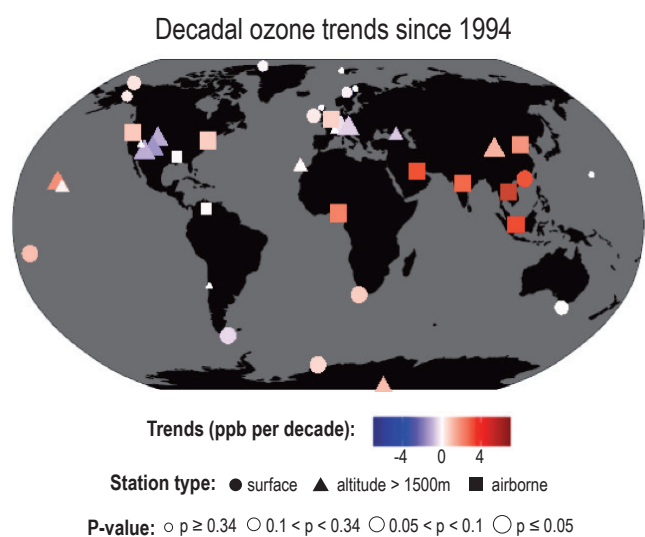 Decadal ozone trends since 1994
Trends (ppb per decade):
-4 0 4
Station type: surface altitude > 1500m airborne
P-value: p ≥ 0.34 0.1 < p < 0.34 0.05 < p < 0.1 p ≤ 0.05